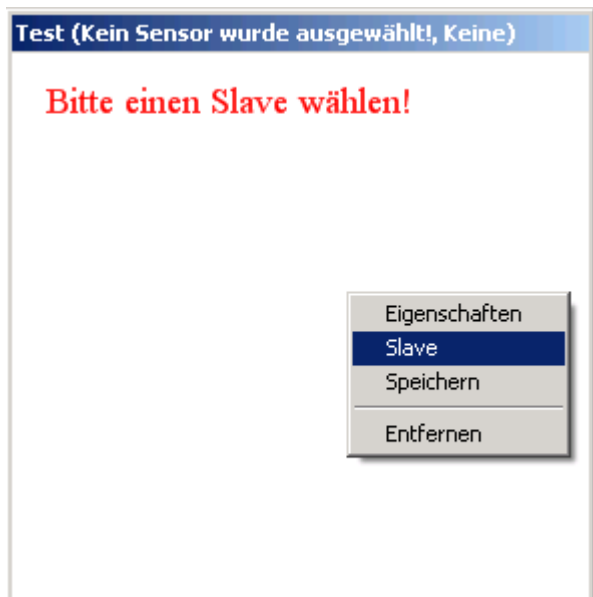 Test (Kein Sensor wurde ausgewählt!, Keine)
Bitte einen Slave wählen!
Eigenschaften
Slave
Speichern
Entfernen